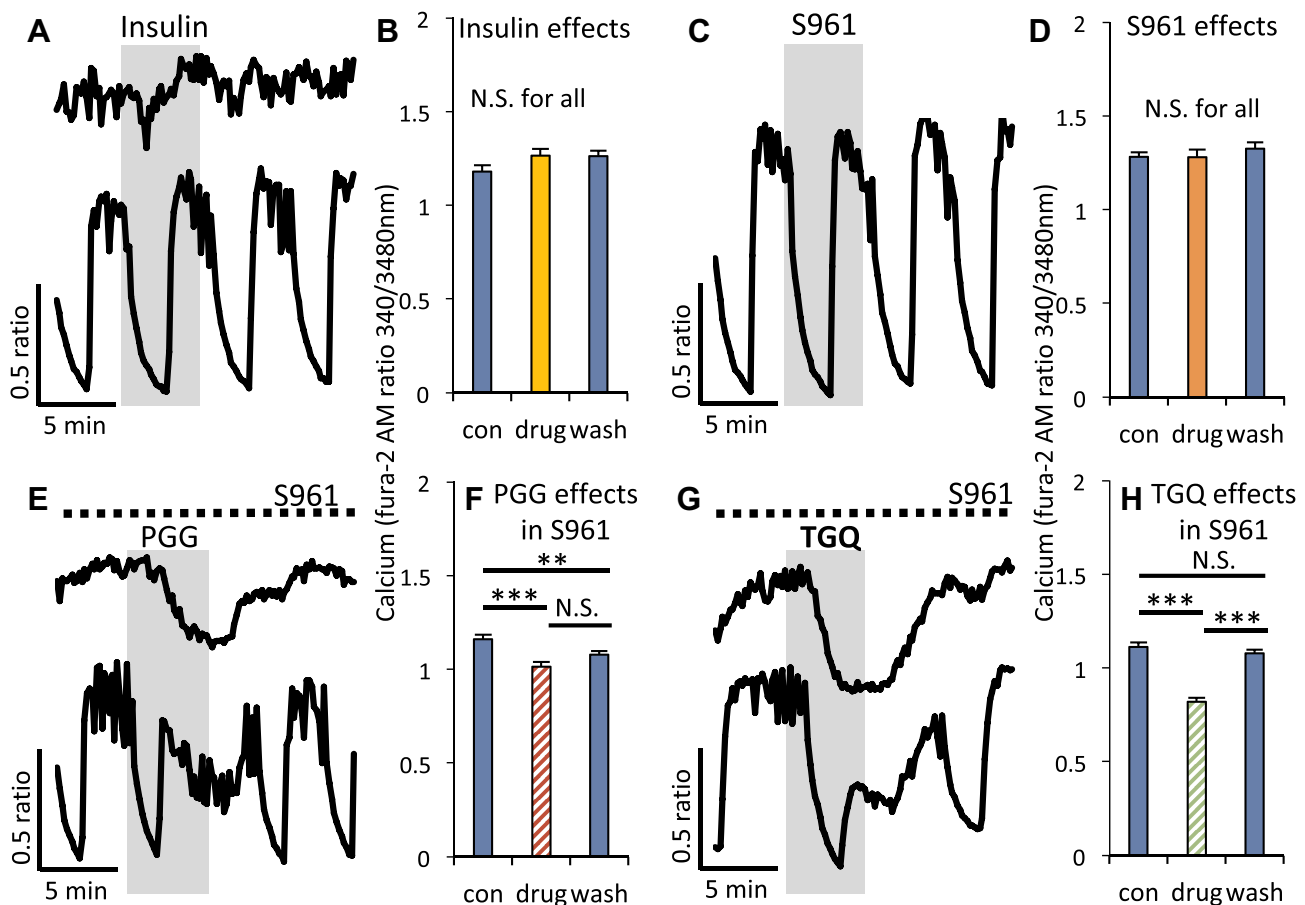 A
Insulin
0.5 ratio
5 min
B
Insulin effects
N.S. for all
2
1.5
1
0.5
0
con drug wash
C
S961
0.5 ratio
5 min
D
S961 effects
N.S. for all
2
1.5
1
0.5
0
con drug wash
Calcium (fura-2 AM ratio 340/3480nm)
Calcium (fura-2 AM ratio 340/3480nm)
E
S961
PGG
0.5 ratio
5 min
F
PGG effects
in S961
**
*** N.S.
2
1.5
1
0.5
0
con drug wash
G
S961
TGQ
0.5 ratio
5 min
H
TGQ effects
in S961
N.S.
***
***
2
1.5
1
0.5
0
con drug wash